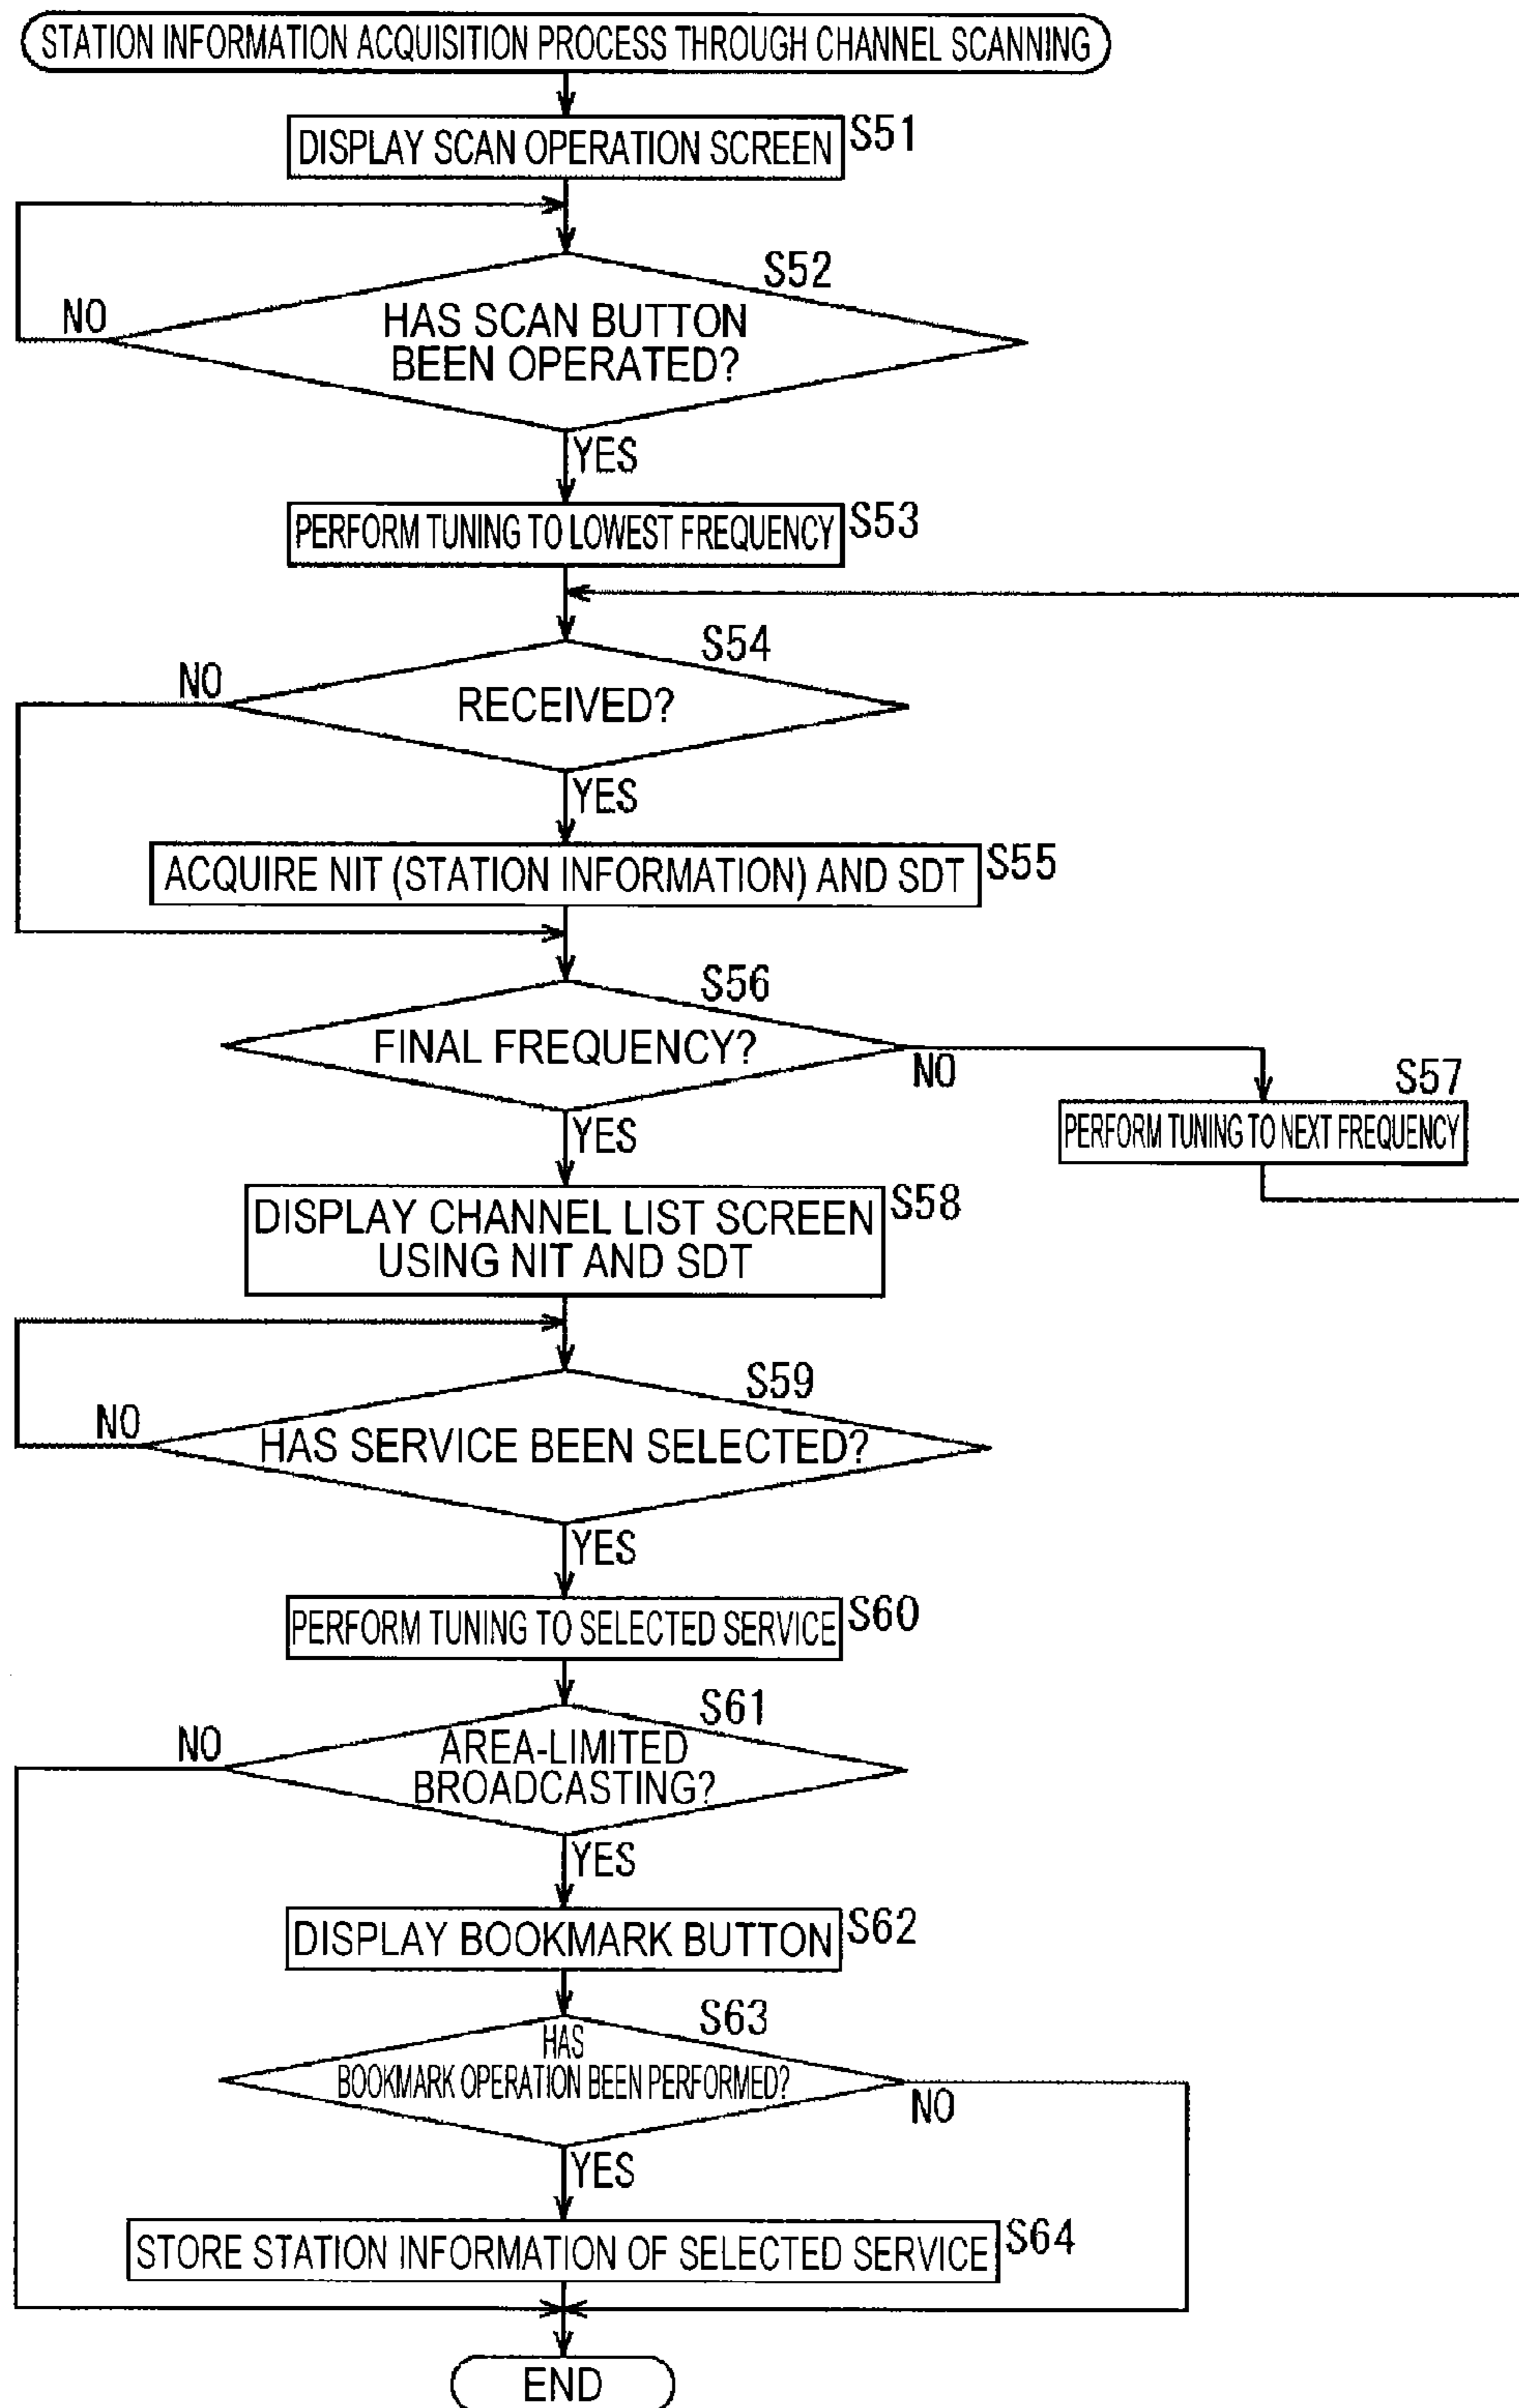 STATION INFORMATION ACQUISITION PROCESS THROUGH CHANNEL SCANNING
DISPLAY SCAN OPERATION SCREEN
S51
S52
NO
HAS SCAN BUTTON
BEEN OPERATED?
YES
PERFORM TUNING TO LOWEST FREQUENCY
S53
S54
NO
RECEIVED?
YES
ACQUIRE NIT (STATION INFORMATION) AND SDT
S55
S56
FINAL FREQUENCY?
NO
S57
PERFORM TUNING TO NEXT FREQUENCY
YES
DISPLAY CHANNEL LIST SCREEN
USING NIT AND SDT
S58
S59
NO
HAS SERVICE BEEN SELECTED?
YES
PERFORM TUNING TO SELECTED SERVICE
S60
S61
NO
AREA-LIMITED
BROADCASTING?
YES
DISPLAY BOOKMARK BUTTON
S62
S63
HAS
BOOKMARK OPERATION BEEN PERFORMED?
NO
YES
STORE STATION INFORMATION OF SELECTED SERVICE
S64
END